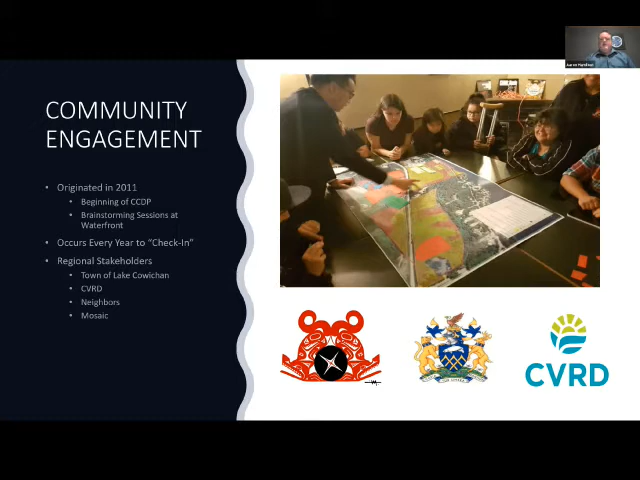 COMMUNITY
ENGAGEMENT
Originated in 2011
Beginning of CCDP
Brainstorming Sessions at
Waterfront
Occurs Every Year to “Check-In”
Regional Stakeholders
Town of Lake Cowichan
CVRD
Neighbors
Mosaic
CVRD